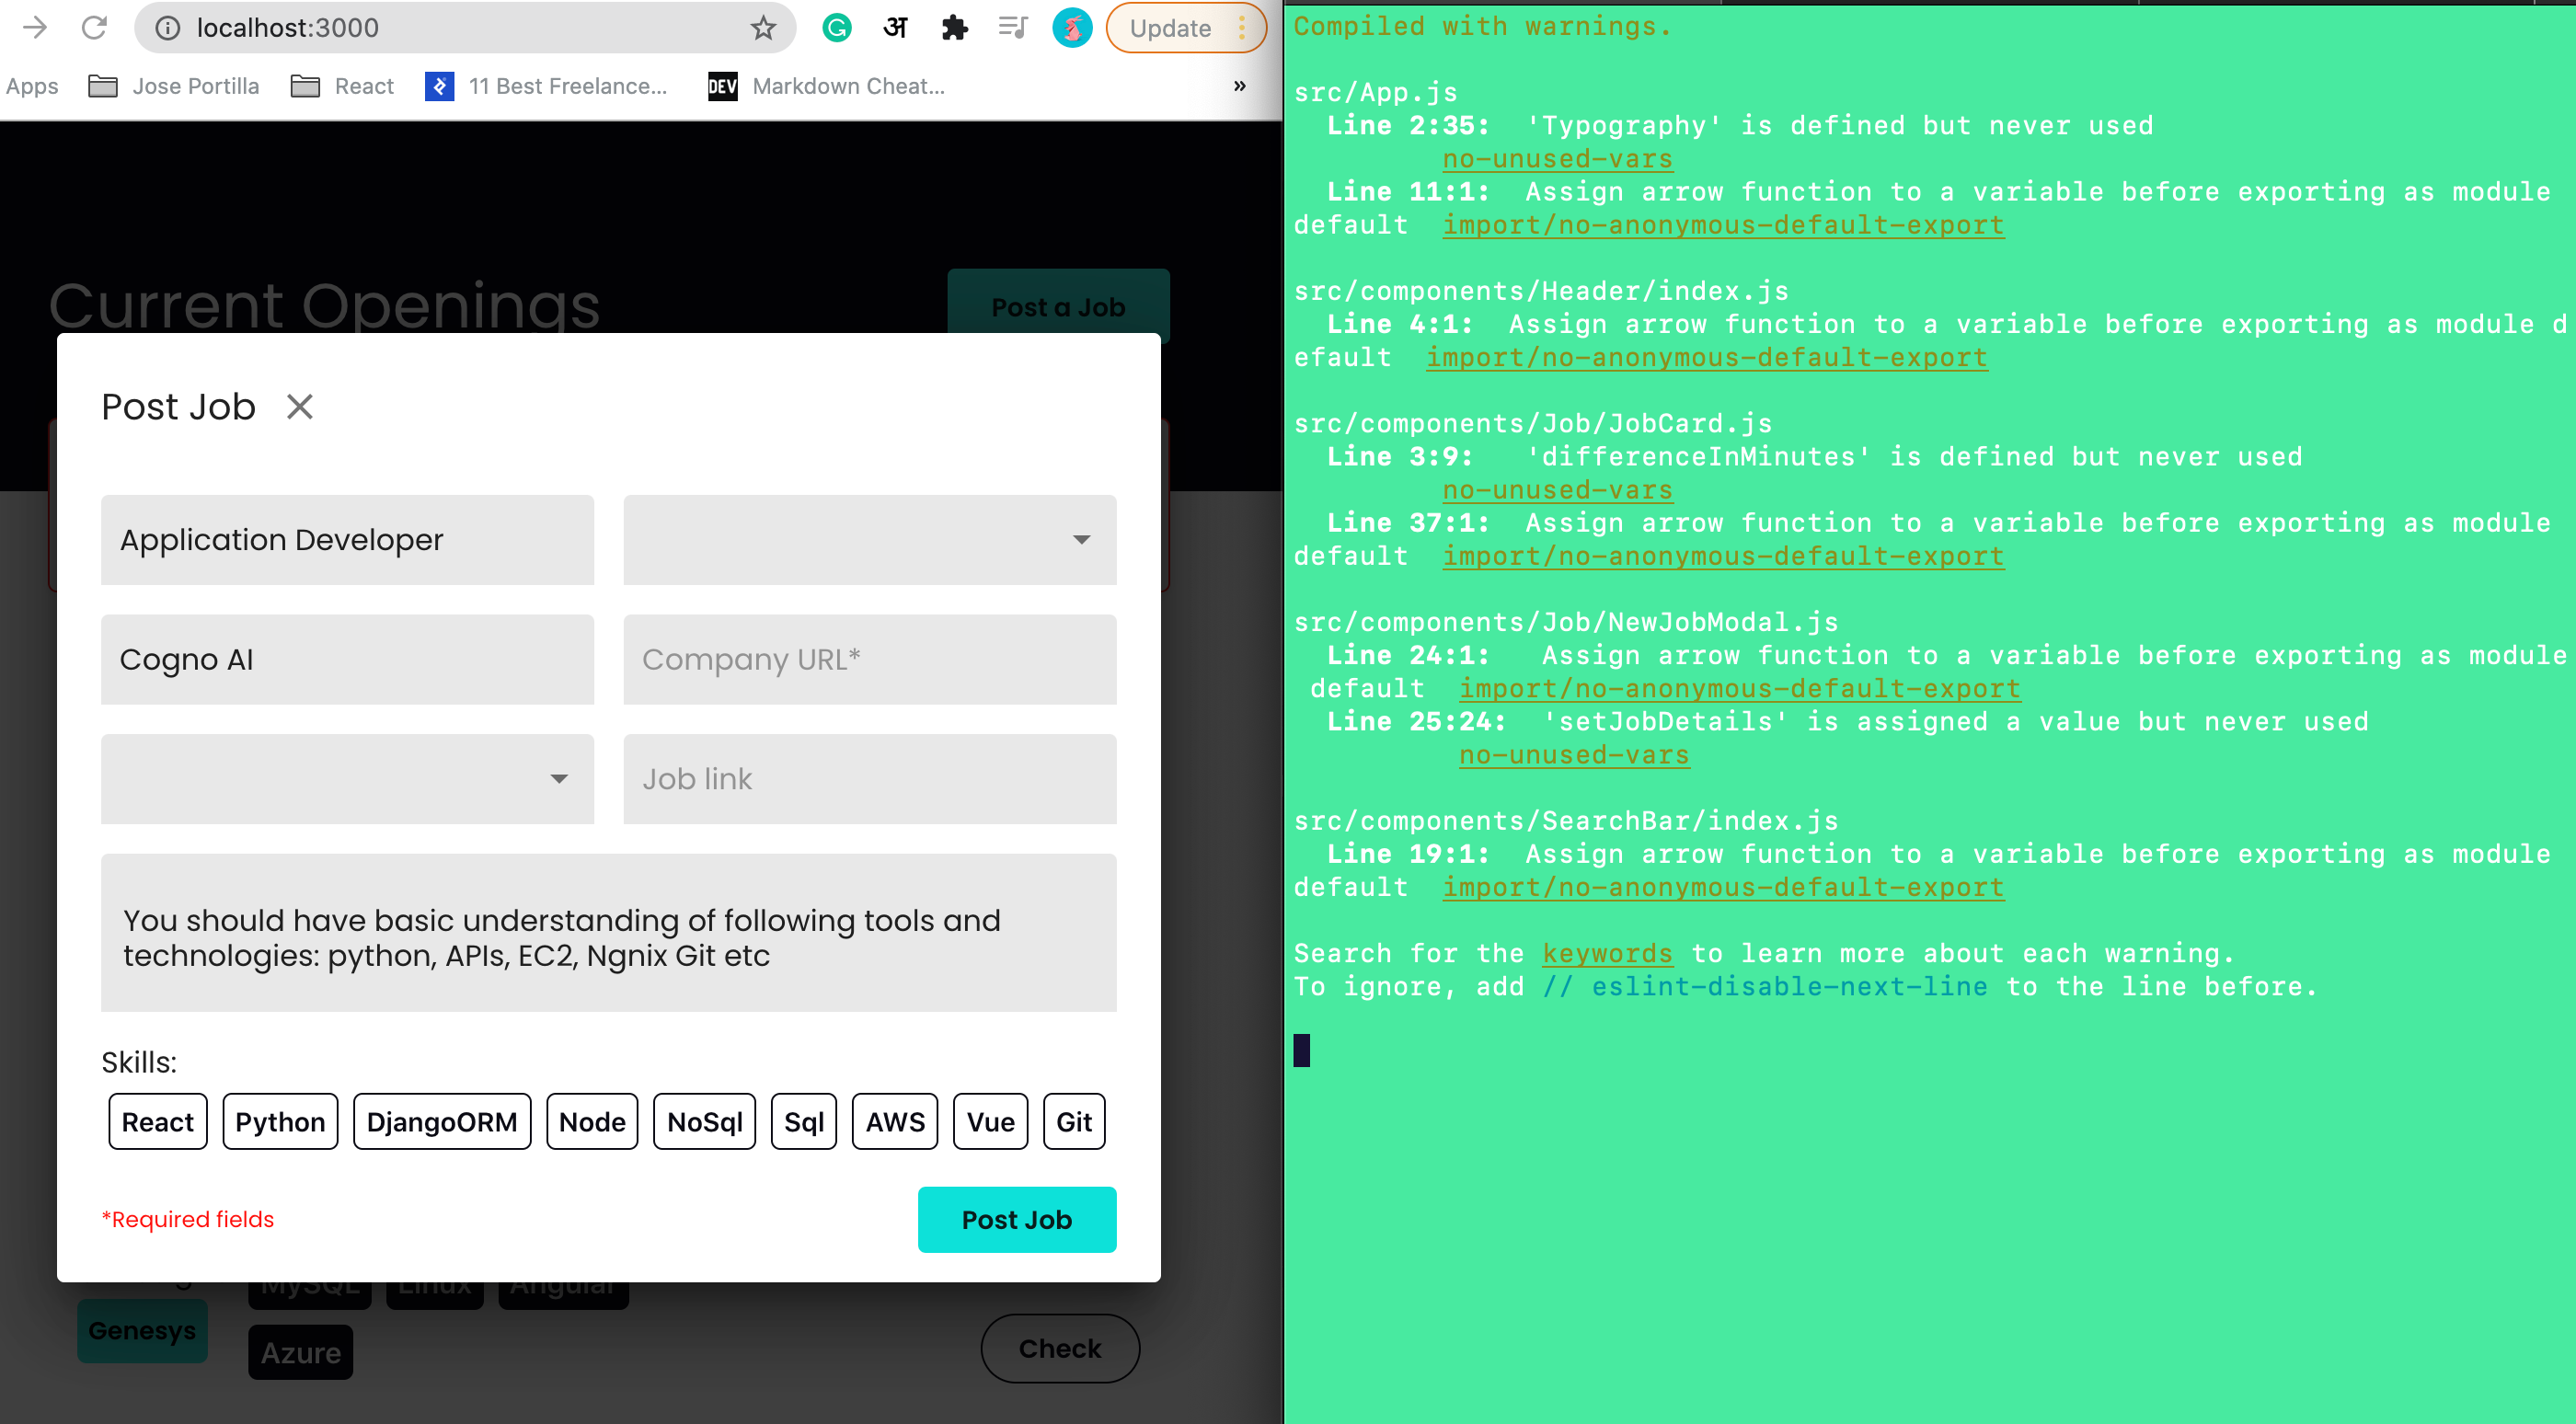 localhost:3000
अ
Update
Apps
Jose Portilla
React
11 Best Freelance...
DEV
Markdown Cheat...
»
Current Openings
Post a Job
Post Job
Application Developer
Cogno AI
Company URL*
Job link
You should have basic understanding of following tools and
technologies: python, APIs, EC2, Ngnix Git etc
Skills:
React Python DjangoORM Node NoSql Sql AWS Vue Git
*Required fields
Post Job
MySQL Linux Angular
Genesys
Azure
Check
Compiled with warnings.
src/App.js
Line 2:35: 'Typography' is defined but never used
no-unused-vars
Line 11:1: Assign arrow function to a variable before exporting as module
default import/no-anonymous-default-export
src/components/Header/index.js
Line 4:1: Assign arrow function to a variable before exporting as module d
efault import/no-anonymous-default-export
src/components/Job/JobCard.js
Line 3:9: 'differenceInMinutes' is defined but never used
no-unused-vars
Line 37:1: Assign arrow function to a variable before exporting as module
default import/no-anonymous-default-export
src/components/Job/NewJobModal.js
Line 24:1: Assign arrow function to a variable before exporting as module
default import/no-anonymous-default-export
Line 25:24: 'setJobDetails' is assigned a value but never used
no-unused-vars
src/components/SearchBar/index.js
Line 19:1: Assign arrow function to a variable before exporting as module
default import/no-anonymous-default-export
Search for the keywords to learn more about each warning.
To ignore, add // eslint-disable-next-line to the line before.